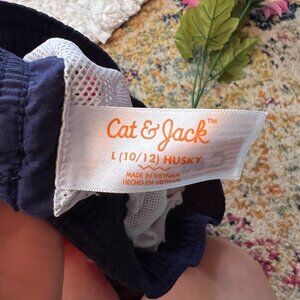 Cat & Jack™
L (10/12) HUSKY
MADE IN VIETNAM
HECHO EN VIETNAM